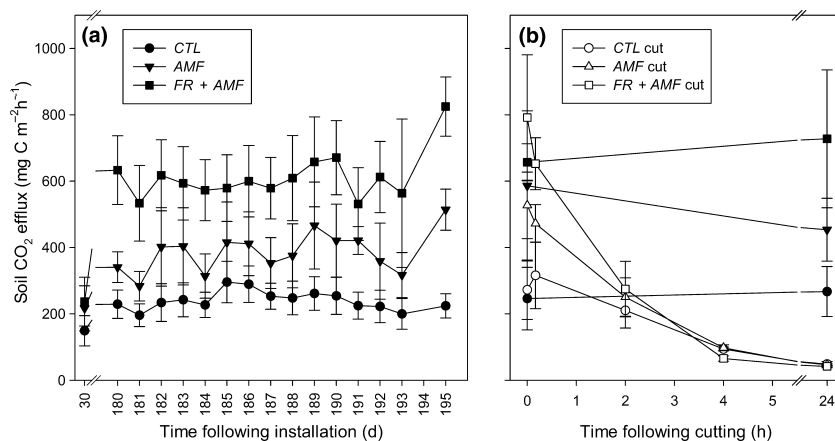 (a)
CTL
AMF
FR + AMF
(b)
CTL cut
AMF cut
FR + AMF cut
Soil CO2 efflux (mg C m−2h−1)
1000
800
600
400
200
0
30 180 181 182 183 184 185 186 187 188 189 190 191 192 193 194 195
Time following installation (d)
0 1 2 3 4 5 24
Time following cutting (h)